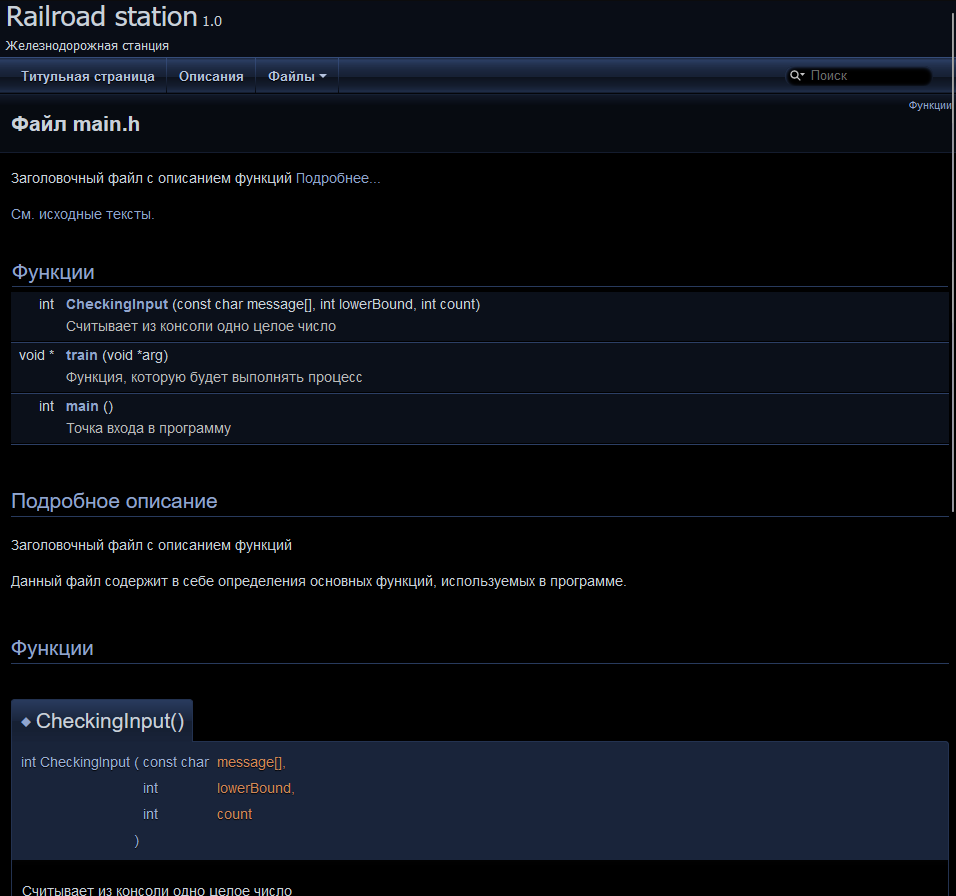 Railroad station 1.0
Железнодорожная станция
Титульная страница Описания Файлы Поиск
Функции
Файл main.h
Заголовочный файл с описанием функций Подробнее...
См. исходные тексты.
Функции
int CheckingInput (const char message[], int lowerBound, int count)
Считывает из консоли одно целое число
void * train (void *arg)
Функция, которую будет выполнять процесс
int main ()
Точка входа в программу
Подробное описание
Заголовочный файл с описанием функций
Данный файл содержит в себе определения основных функций, используемых в программе.
Функции
◆ CheckingInput()
int CheckingInput ( const char message[],
int lowerBound,
int count
)
Считывает из консоли одно целое число